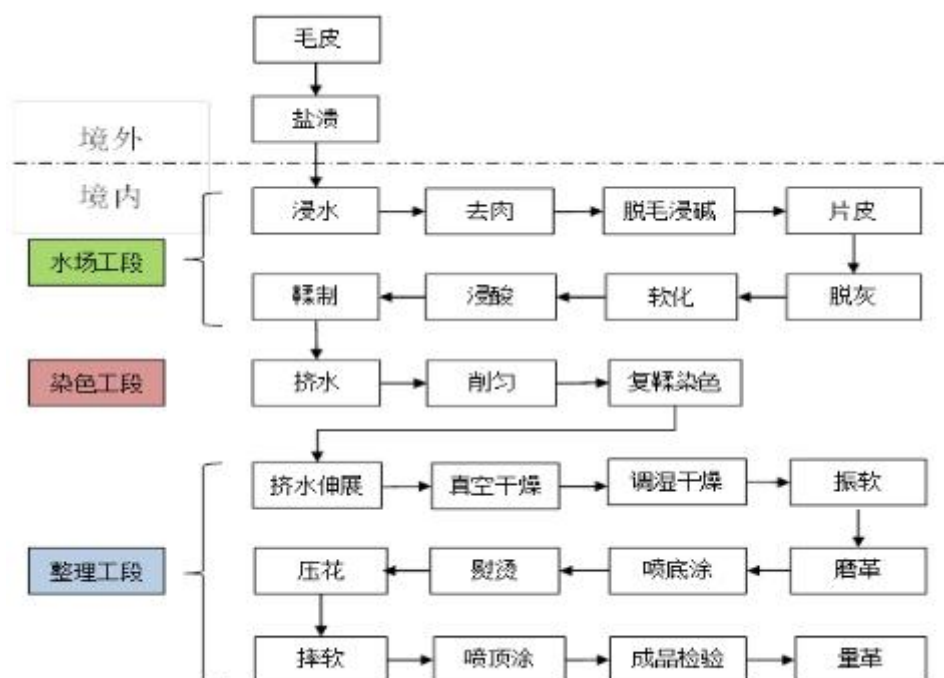 毛皮
盐渍
境外
境内
浸水 去肉 脱毛浸碱 片皮
水场工段
鞣制 浸酸 软化 脱灰
染色工段 挤水 削匀 复鞣染色
挤水伸展 真空干燥 调湿干燥 振软
整理工段 压花 熨烫 喷底涂 磨革
摔软 喷顶涂 成品检验 量革